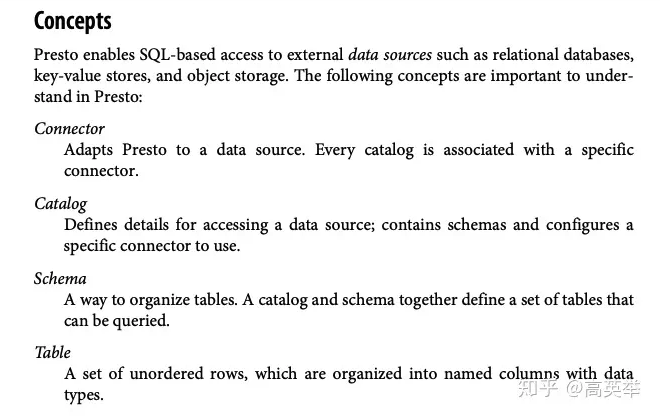 Concepts
Presto enables SQL-based access to external data sources such as relational databases,
key-value stores, and object storage. The following concepts are important to under-
stand in Presto:
Connector
Adapts Presto to a data source. Every catalog is associated with a specific
connector.
Catalog
Defines details for accessing a data source; contains schemas and configures a
specific connector to use.
Schema
A way to organize tables. A catalog and schema together define a set of tables that
can be queried.
Table
A set of unordered rows, which are organized into named columns with data
types.
知乎 @高英举